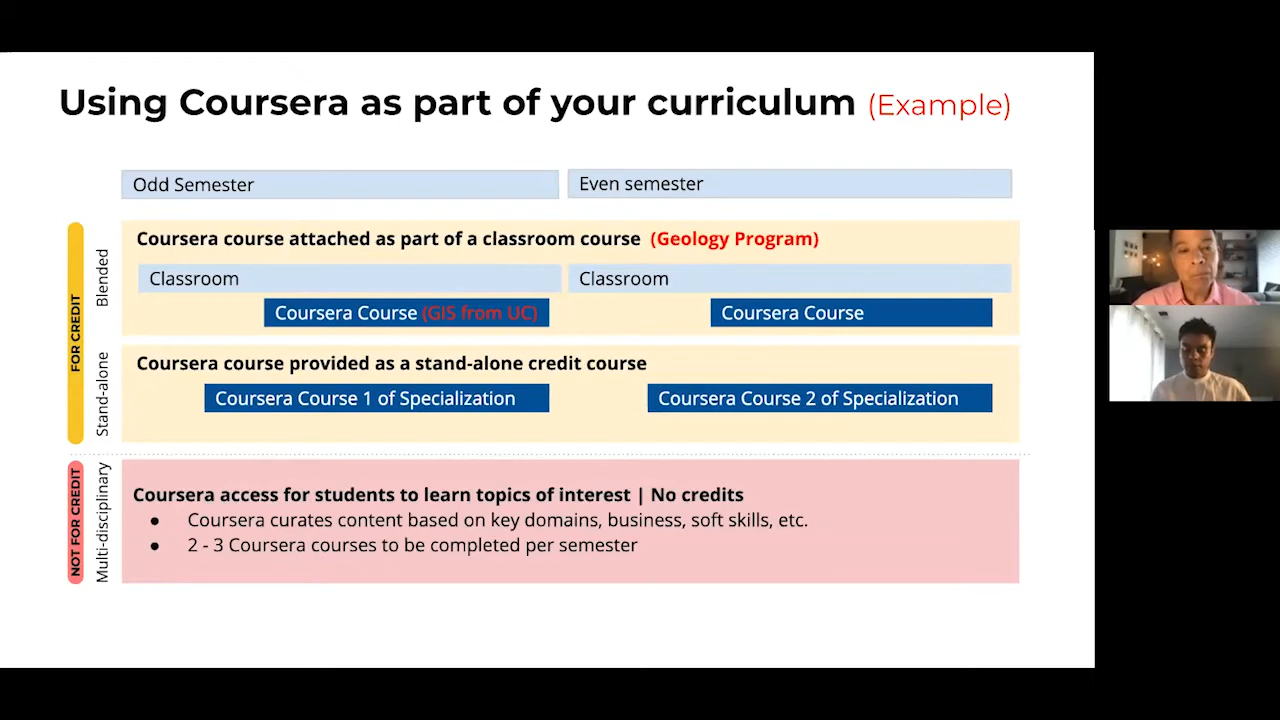 Using Coursera as part of your curriculum (Example)
Odd Semester
Even semester
FOR CREDIT
Blended
Coursera course attached as part of a classroom course (Geology Program)
Classroom
Classroom
Coursera Course (GIS from UC)
Coursera Course
Stand-alone
Coursera course provided as a stand-alone credit course
Coursera Course 1 of Specialization
Coursera Course 2 of Specialization
NOT FOR CREDIT
Multi-disciplinary
Coursera access for students to learn topics of interest | No credits
● Coursera curates content based on key domains, business, soft skills, etc.
● 2 - 3 Coursera courses to be completed per semester